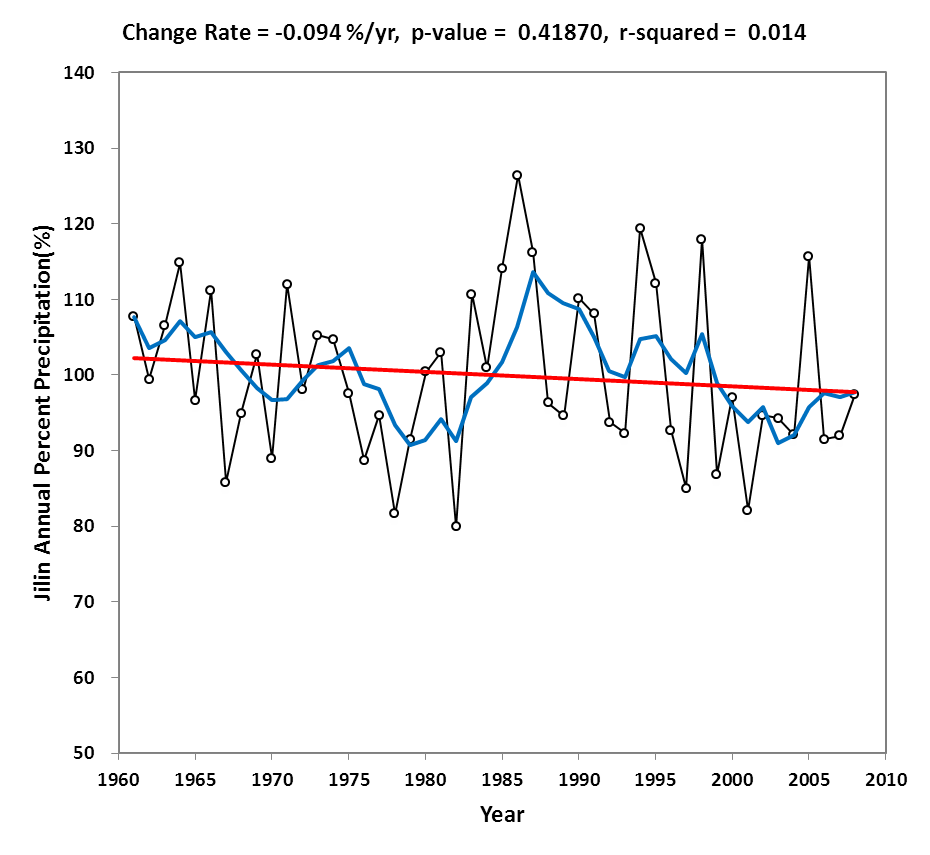 Change Rate = -0.094 %/yr, p-value = 0.41870, r-squared = 0.014
140
130
120
110
100
90
80
70
60
50
Jilin Annual Percent Precipitation(%)
1960 1965 1970 1975 1980 1985 1990 1995 2000 2005 2010
Year